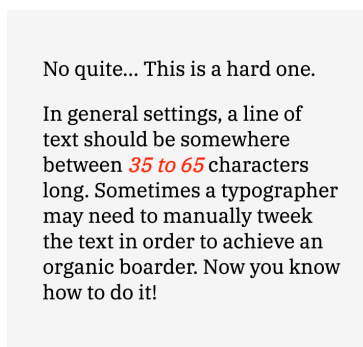 No quite... This is a hard one.
In general settings, a line of
text should be somewhere
between 35 to 65 characters
long. Sometimes a typographer
may need to manually tweek
the text in order to achieve an
organic boarder. Now you know
how to do it!